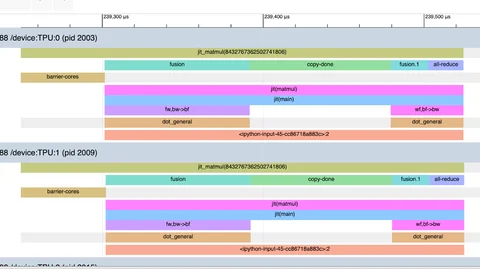 239,300 µs 239,400 µs 239,500 µs
88 /device:TPU:0 (pid 2003)
jit_matmul(8432767362502741806)
fusion copy-done fusion.1 all-reduce
barrier-cores
jit(matmul)
jit(main)
fw,bw->bf wf,bf->bw
dot_general dot_general
<ipython-input-45-cc86718a883c>:2
88 /device:TPU:1 (pid 2009)
jit_matmul(8432767362502741806)
fusion copy-done fusion.1 all-reduce
barrier-cores
jit(matmul)
jit(main)
fw,bw->bf wf,bf->bw
dot_general dot_general
<ipython-input-45-cc86718a883c>:2